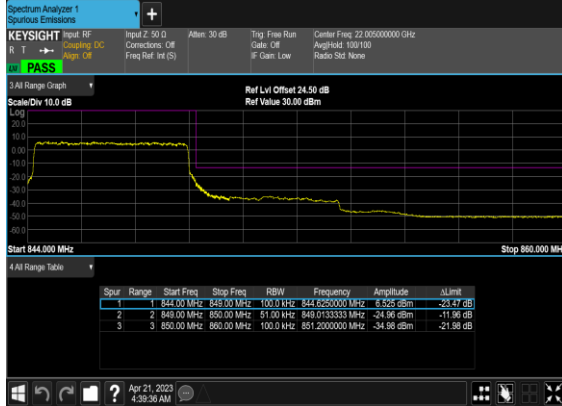 Spectrum Analyzer 1
Spurious Emissions
+
KEYSIGHT Input: RF Input Z: 50 Ω Atten: 30 dB Trig: Free Run Center Freq: 22.005000000 GHz
R T Coupling: DC Corrections: Off Gate: Off Avg|Hold: 100/100
Align: Off Freq Ref: Int (S) IF Gain: Low Radio Std: None
PASS
3 All Range Graph
Ref Lvl Offset 24.50 dB
Scale/Div 10.0 dB Ref Value 30.00 dBm
Log
20.0
10.0
0.00
-10.0
-20.0
-30.0
-40.0
-50.0
-60.0
Start 844.000 MHz Stop 860.000 MH
4 All Range Table
Spur Range Start Freq Stop Freq RBW Frequency Amplitude ΔLimit
1 1 844.00 MHz 849.00 MHz 100.0 kHz 844.6250000 MHz 6.525 dBm -23.47 dB
2 2 849.00 MHz 850.00 MHz 51.00 kHz 849.0133333 MHz -24.96 dBm -11.96 dB
3 3 850.00 MHz 860.00 MHz 100.0 kHz 851.2000000 MHz -34.98 dBm -21.98 dB
? Apr 21, 2023
4:39:36 AM